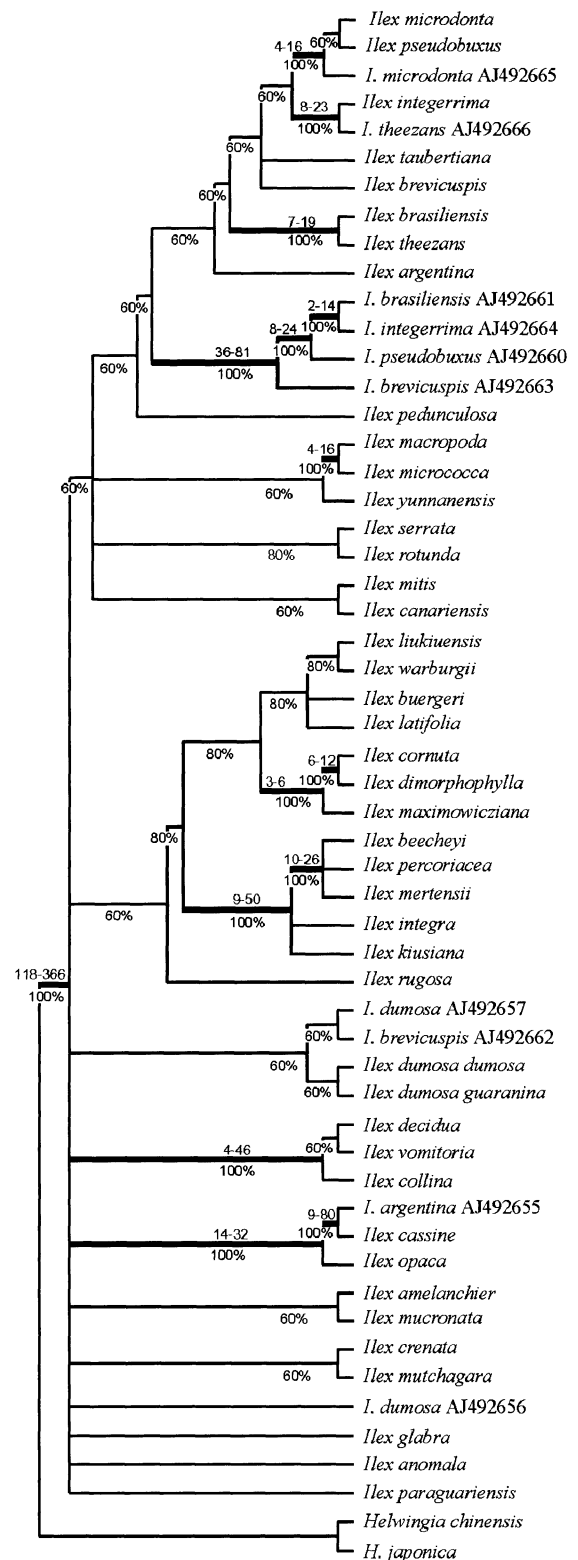 Ilex microdonta
4-16 60%
Ilex pseudobuxus
100%
I. microdonta AJ492665
60%
8-23 Ilex integerrima
100% I. theezans AJ492666
60%
Ilex taubertiana
Ilex brevicuspis
60%
7-19 Ilex brasiliensis
60% 100% Ilex theezans
Ilex argentina
2-14 I. brasiliensis AJ492661
60% 8-24 100% I. integerrima AJ492664
36-81 100% I. pseudobuxus AJ492660
60% 100%
I. brevicuspis AJ492663
Ilex pedunculosa
4-16 Ilex macropoda
100% Ilex micrococca
60% 60% Ilex yunnanensis
Ilex serrata
80% Ilex rotunda
Ilex mitis
60% Ilex canariensis
Ilex liukiuensis
80% Ilex warburgii
80% Ilex buergeri
Ilex latifolia
80% 6-12 Ilex cornuta
3-6 100% Ilex dimorphophylla
100% Ilex maximowicziana
80% Ilex beecheyi
10-26 Ilex percoriacea
100%
9-50 Ilex mertensii
60% 100% Ilex integra
Ilex kiusiana
118-366 Ilex rugosa
100%
I. dumosa AJ492657
60% I. brevicuspis AJ492662
60% Ilex dumosa dumosa
60% Ilex dumosa guaranina
Ilex decidua
4-46 60% Ilex vomitoria
100% Ilex collina
9-80 I. argentina AJ492655
14-32 100% Ilex cassine
100% Ilex opaca
Ilex amelanchier
60% Ilex mucronata
Ilex crenata
60% Ilex mutchagara
I. dumosa AJ492656
Ilex glabra
Ilex anomala
Ilex paraguariensis
Helwingia chinensis
H. japonica